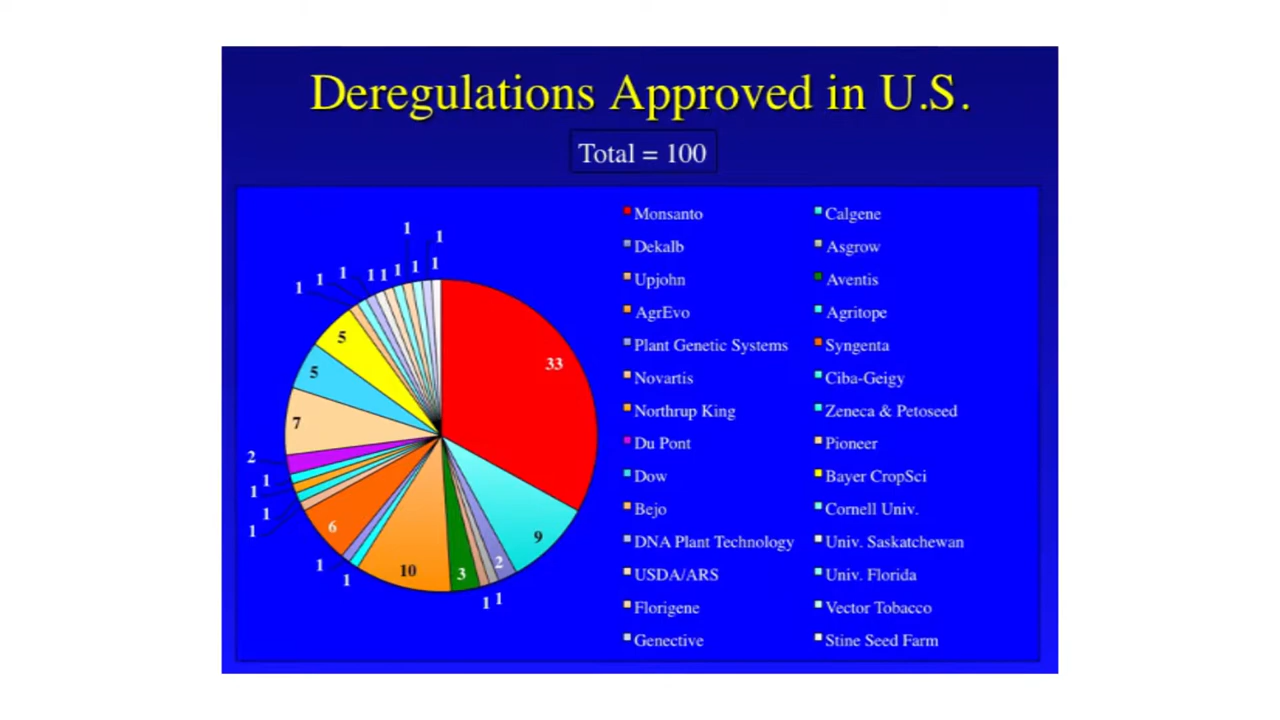 Deregulations Approved in U.S.
Total = 100
1
1
1 1 1 1 1 1 1 1
1
5
33
5
7
2
1
1
1
1
6
9
2
1
1
10
3
1 1
Monsanto Calgene
Dekalb Asgrow
Upjohn Aventis
AgrEvo Agritope
Plant Genetic Systems Syngenta
Novartis Ciba-Geigy
Northrup King Zeneca & Petoseed
Du Pont Pioneer
Dow Bayer CropSci
Bejo Cornell Univ.
DNA Plant Technology Univ. Saskatchewan
USDA/ARS Univ. Florida
Florigene Vector Tobacco
Genective Stine Seed Farm